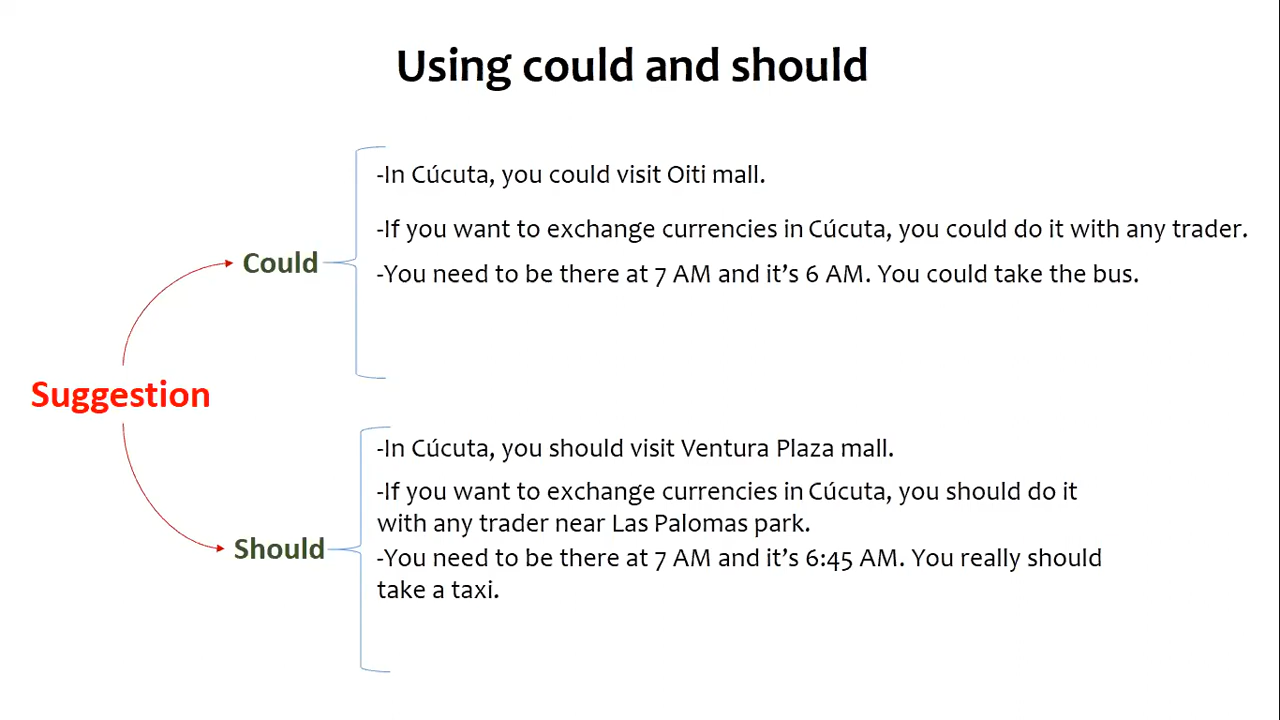 Using could and should
Suggestion
Could
-In Cúcuta, you could visit Oiti mall.
-If you want to exchange currencies in Cúcuta, you could do it with any trader.
-You need to be there at 7 AM and it’s 6 AM. You could take the bus.
Should
-In Cúcuta, you should visit Ventura Plaza mall.
-If you want to exchange currencies in Cúcuta, you should do it
with any trader near Las Palomas park.
-You need to be there at 7 AM and it’s 6:45 AM. You really should
take a taxi.